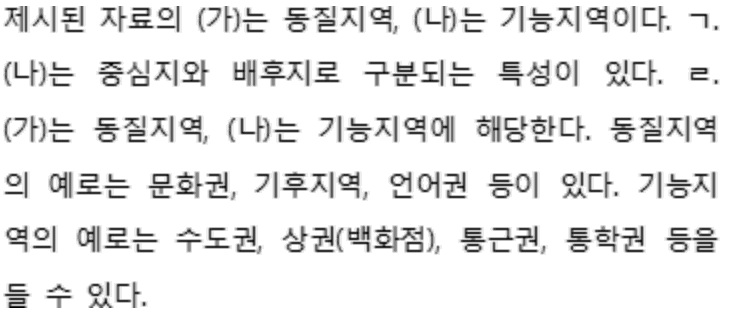 제시된 자료의 (가)는 동질지역, (나)는 기능지역이다. ㄱ.
(나)는 중심지와 배후지로 구분되는 특성이 있다. ㄹ.
(가)는 동질지역, (나)는 기능지역에 해당한다. 동질지역
의 예로는 문화권, 기후지역, 언어권 등이 있다. 기능지
역의 예로는 수도권, 상권(백화점), 통근권, 통학권 등을
들 수 있다.